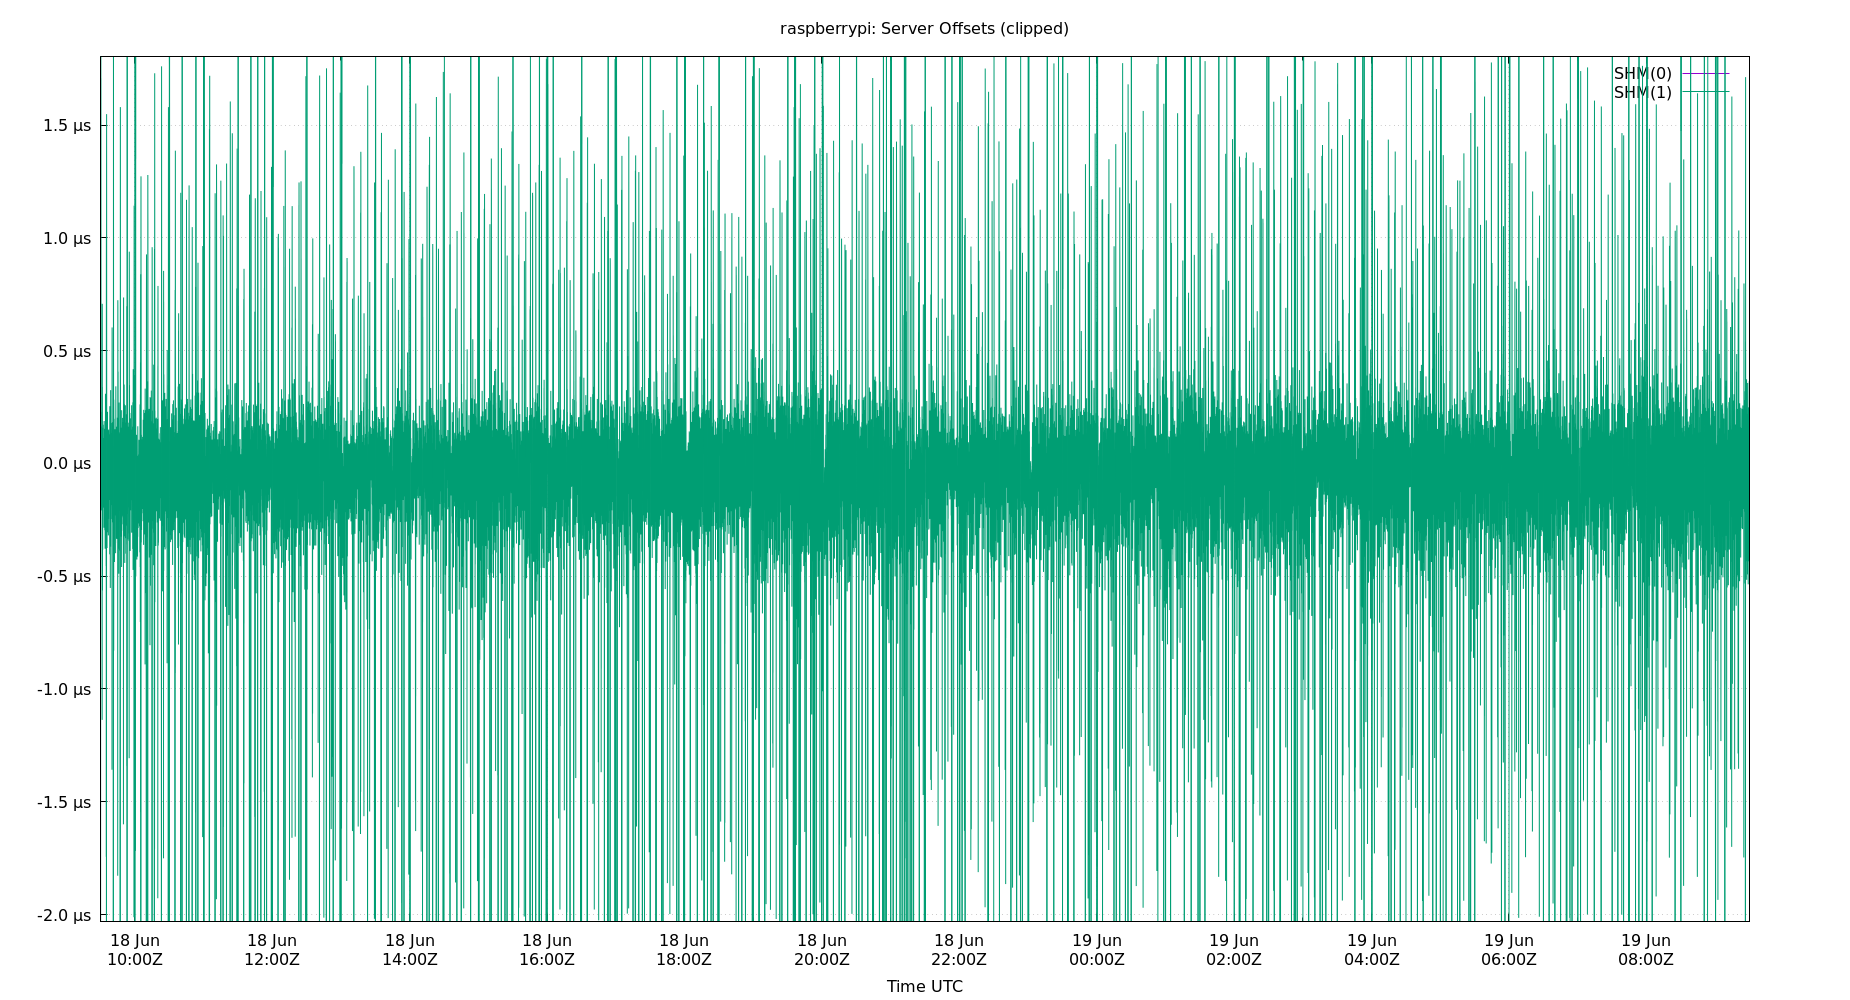 raspberrypi: Server Offsets (clipped)
SHM(0)
SHM(1)
1.5 µs
1.0 µs
0.5 µs
0.0 µs
-0.5 µs
-1.0 µs
-1.5 µs
-2.0 µs
18 Jun 18 Jun 18 Jun 18 Jun 18 Jun 18 Jun 18 Jun 19 Jun 19 Jun 19 Jun 19 Jun 19 Jun
10:00Z 12:00Z 14:00Z 16:00Z 18:00Z 20:00Z 22:00Z 00:00Z 02:00Z 04:00Z 06:00Z 08:00Z
Time UTC